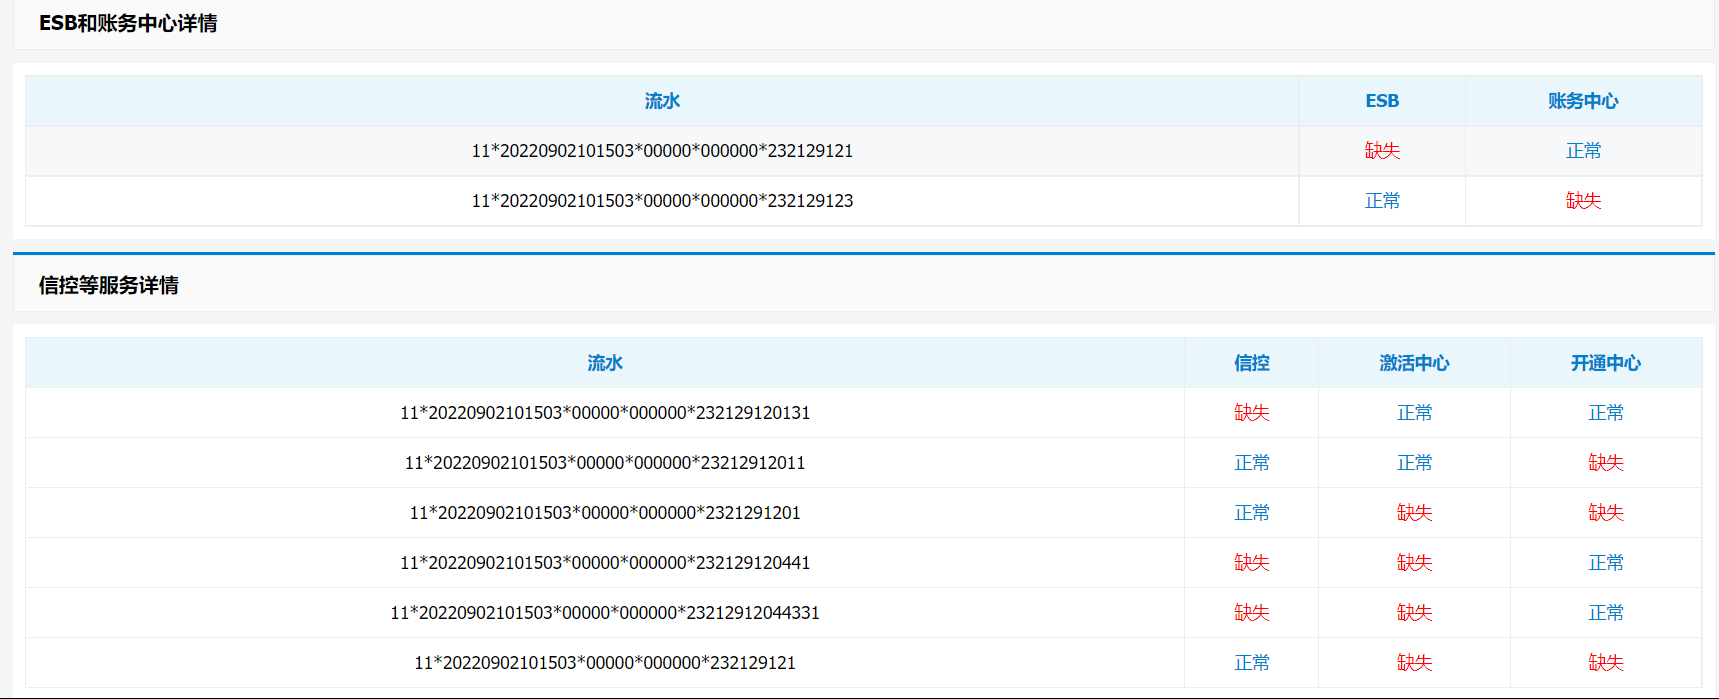 ESB和账务中心详情
流水 ESB 账务中心
11*20220902101503*00000*000000*232129121 缺失 正常
11*20220902101503*00000*000000*232129123 正常 缺失
信控等服务详情
流水 信控 激活中心 开通中心
11*20220902101503*00000*000000*232129120131 缺失 正常 正常
11*20220902101503*00000*000000*23212912011 正常 正常 缺失
11*20220902101503*00000*000000*2321291201 正常 缺失 缺失
11*20220902101503*00000*000000*232129120441 缺失 缺失 正常
11*20220902101503*00000*000000*23212912044331 缺失 缺失 正常
11*20220902101503*00000*000000*232129121 正常 缺失 缺失